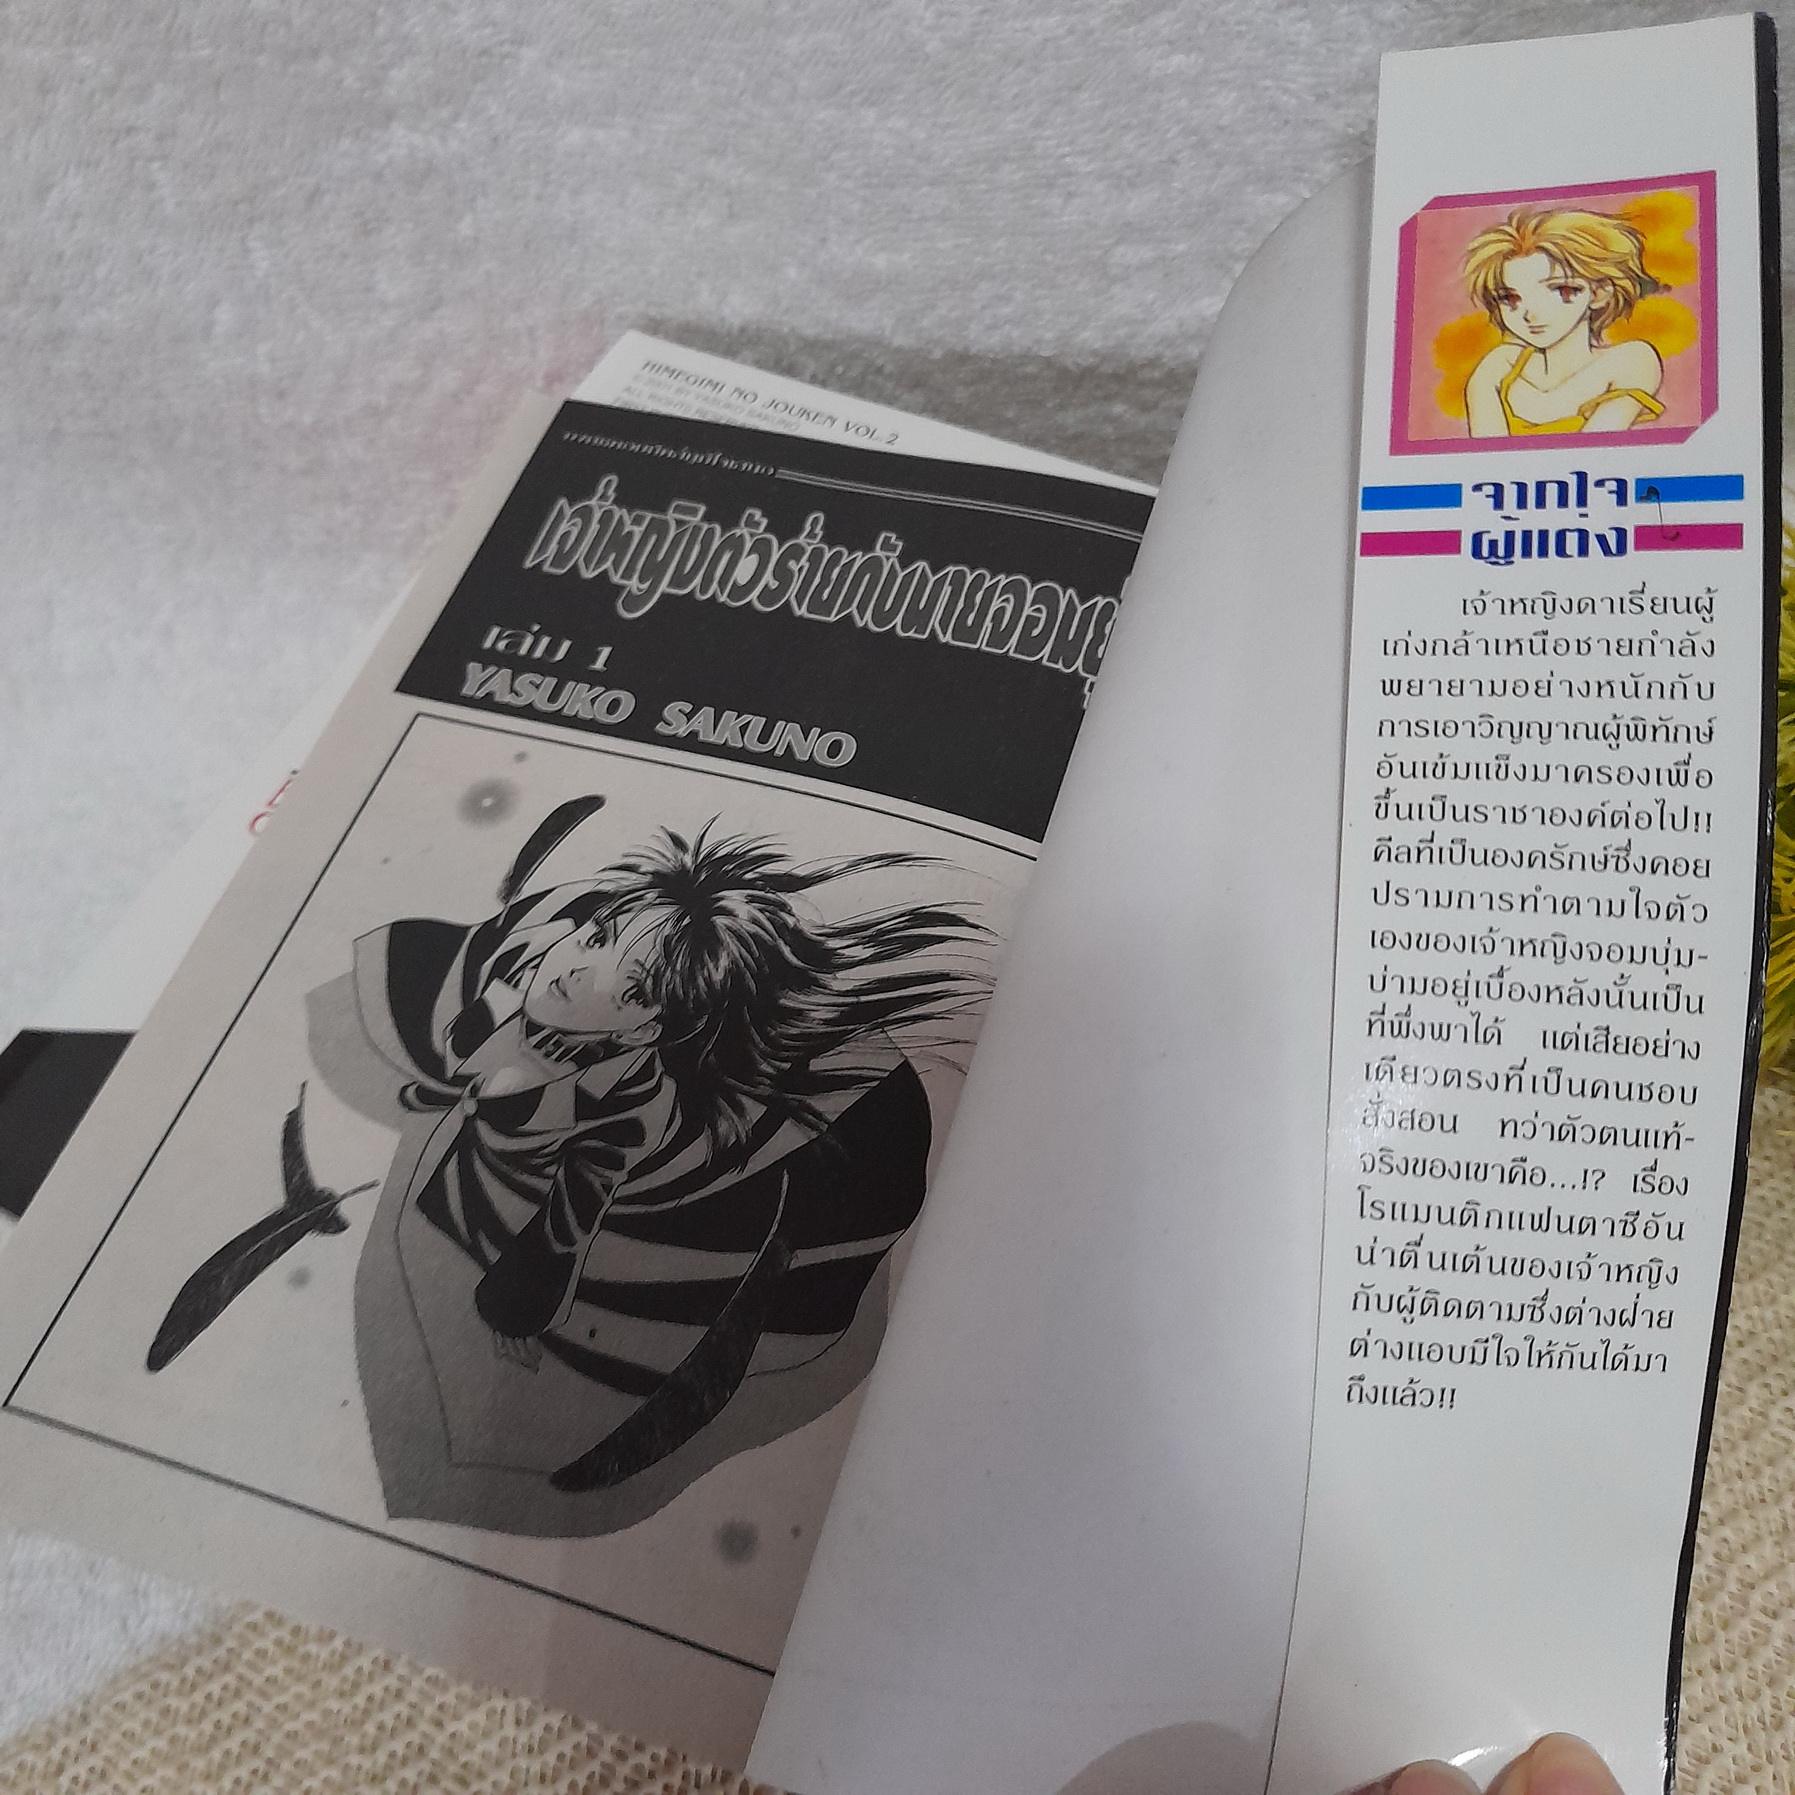 HIMEGIMI NO JOUKEN VOL.2
© 2001 BY YASUKO SAKUNO
เจ้าหญิงตัวร้ายกับนายจอมยุ
เล่ม 1
YASUKO SAKUNO
จากใจ
ผู้แต่ง
เจ้าหญิงดาเรี่ยนผู้
เก่งกล้าเหนือชายกำลัง
พยายามอย่างหนักกับ
การเอาวิญญาณผู้พิทักษ์
อันเข้มแข็งมาครองเพื่อ
ขึ้นเป็นราชาองค์ต่อไป!!
คีลที่เป็นองครักษ์ซึ่งคอย
ปรามการทำตามใจตัว
เองของเจ้าหญิงจอมบุ่ม-
บ่ามอยู่เบื้องหลังนั้นเป็น
ที่พึ่งพาได้ แต่เสียอย่าง
เดียวตรงที่เป็นคนชอบ
สั่งสอน ทว่าตัวตนแท้-
จริงของเขาคือ...!? เรื่อง
โรแมนติกแฟนตาซีอัน
น่าตื่นเต้นของเจ้าหญิง
กับผู้ติดตามซึ่งต่างฝ่าย
ต่างแอบมีใจให้กันได้มา
ถึงแล้ว!!